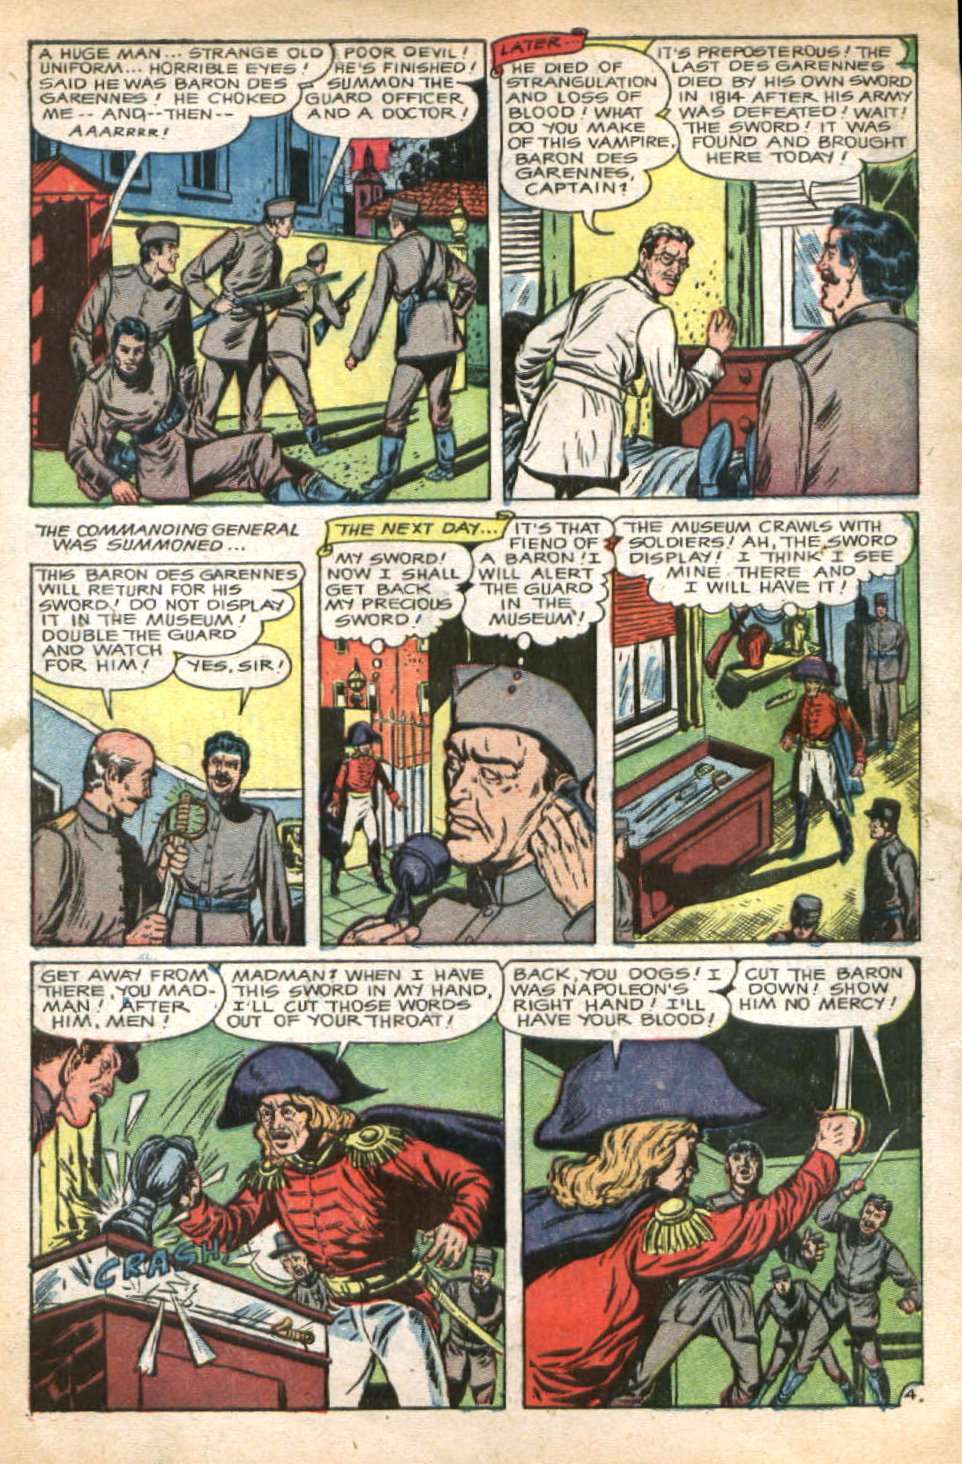 A HUGE MAN... STRANGE OLD
UNIFORM... HORRIBLE EYES!
SAID HE WAS BARON DES
GARENNES! HE CHOKED
ME-- AND--THEN--
AAARRRR!
POOR DEVIL!
HE'S FINISHED!
SUMMON THE
GUARD OFFICER
AND A DOCTOR!
LATER...
HE DIED OF
STRANGULATION
AND LOSS OF
BLOOD! WHAT
DO YOU MAKE
OF THIS VAMPIRE,
BARON DES
GARENNES,
CAPTAIN?
IT'S PREPOSTEROUS! THE
LAST DES GARENNES
DIED BY HIS OWN SWORD
IN 1814 AFTER HIS ARMY
WAS DEFEATED! WAIT!
THE SWORD! IT WAS
FOUND AND BROUGHT
HERE TODAY!
THE COMMANDING GENERAL
WAS SUMMONED...
THIS BARON DES GARENNES
WILL RETURN FOR HIS
SWORD! DO NOT DISPLAY
IT IN THE MUSEUM!
DOUBLE THE GUARD
AND WATCH
FOR HIM!
YES, SIR!
THE NEXT DAY...
MY SWORD!
NOW I SHALL
GET BACK
MY PRECIOUS
SWORD!
IT'S THAT
FIEND OF
A BARON! I
WILL ALERT
THE GUARD
IN THE
MUSEUM!
THE MUSEUM CRAWLS WITH
SOLDIERS! AH, THE SWORD
DISPLAY! I THINK I SEE
MINE THERE AND
I WILL HAVE IT!
GET AWAY FROM
THERE, YOU MAD-
MAN! AFTER
HIM, MEN!
MADMAN? WHEN I HAVE
THIS SWORD IN MY HAND,
I'LL CUT THOSE WORDS
OUT OF YOUR THROAT!
CRASH
BACK, YOU DOGS! I
WAS NAPOLEON'S
RIGHT HAND! I'LL
HAVE YOUR BLOOD!
CUT THE BARON
DOWN! SHOW
HIM NO MERCY!
4